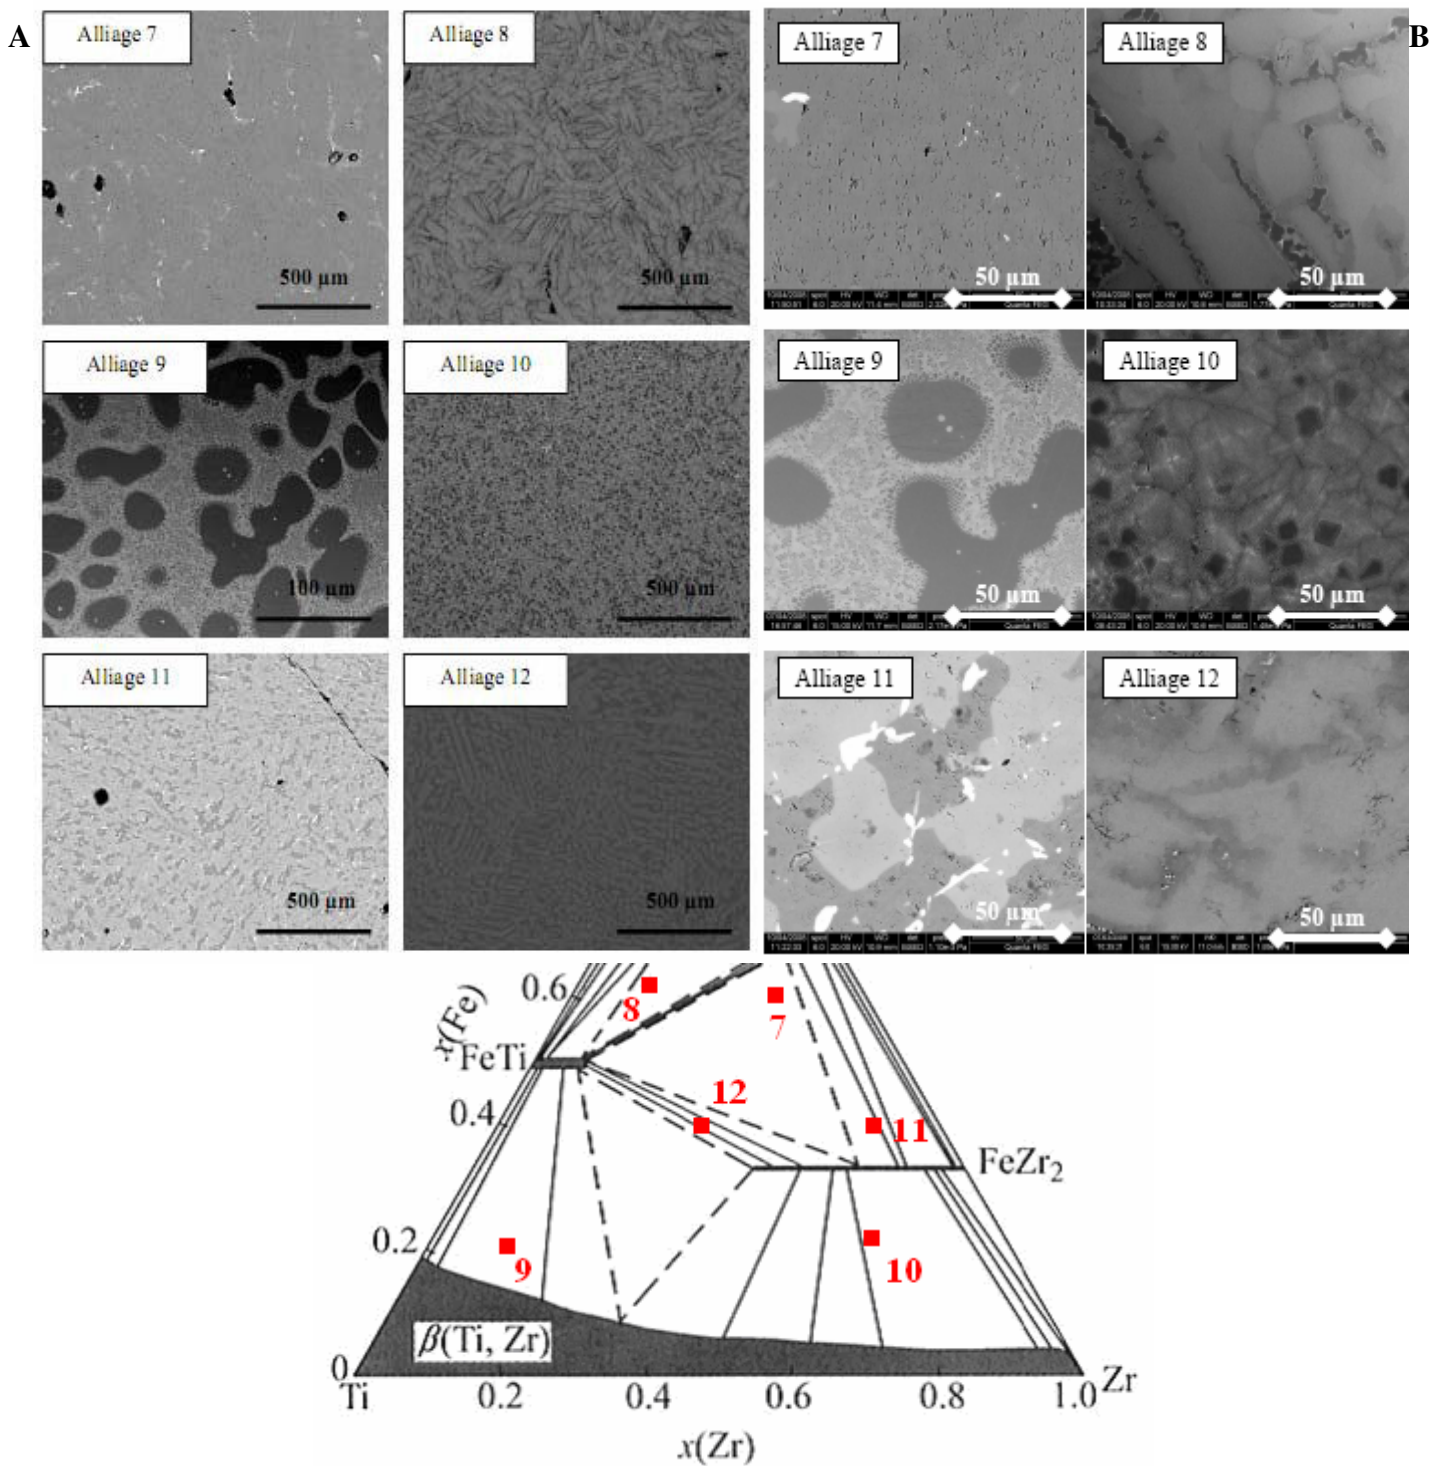 A
B
Alliage 7
Alliage 8
Alliage 7
Alliage 8
500 µm
500 µm
50 µm
50 µm
Alliage 9
Alliage 10
Alliage 9
Alliage 10
100 µm
500 µm
50 µm
50 µm
Alliage 11
Alliage 12
Alliage 11
Alliage 12
500 µm
500 µm
50 µm
50 µm
x(Fe)
0.6
8
7
FeTi
12
0.4
11
FeZr2
0.2
9
10
β(Ti, Zr)
0
Ti
0.2
0.4
0.6
0.8
1.0
Zr
x(Zr)